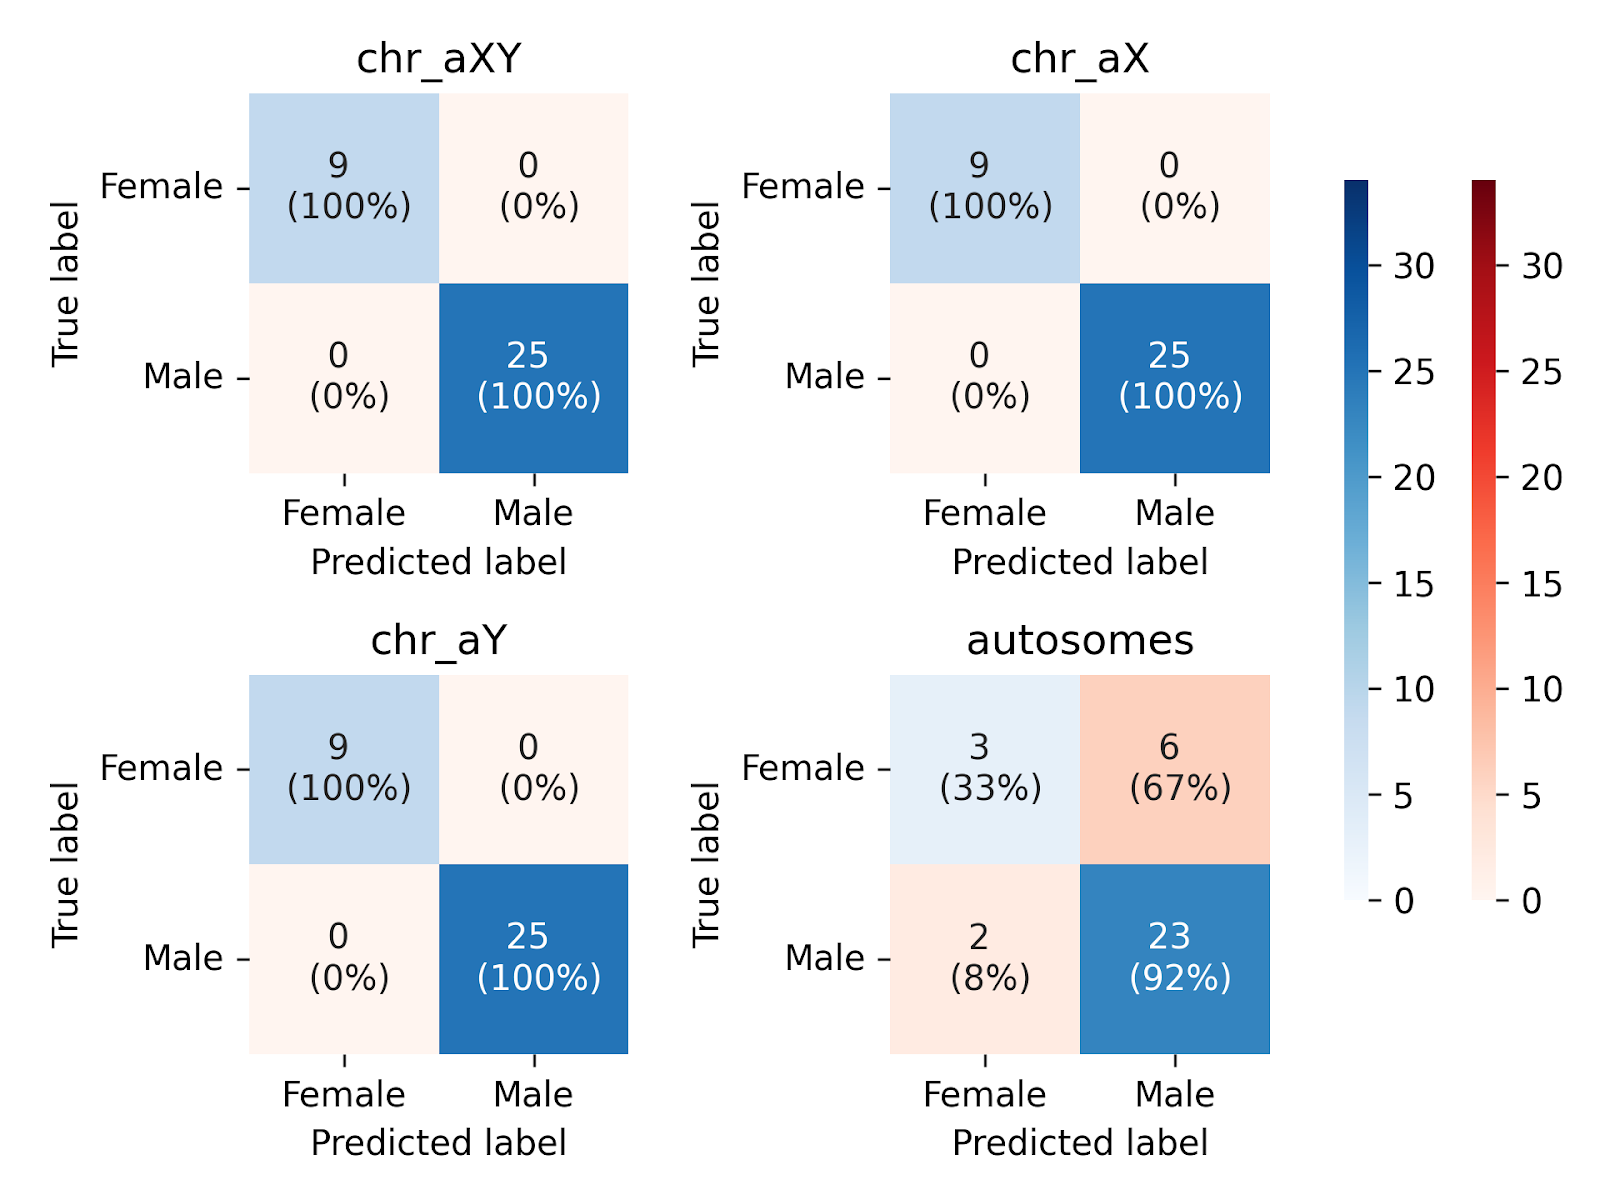 chr_aXY
True label
Female
9
0
(100%)
(0%)
Male
0
25
(0%)
(100%)
Female
Male
Predicted label
chr_aX
True label
Female
9
0
(100%)
(0%)
Male
0
25
(0%)
(100%)
Female
Male
Predicted label
chr_aY
True label
Female
9
0
(100%)
(0%)
Male
0
25
(0%)
(100%)
Female
Male
Predicted label
autosomes
True label
Female
3
6
(33%)
(67%)
Male
2
23
(8%)
(92%)
Female
Male
Predicted label
30
25
20
15
10
5
0
30
25
20
15
10
5
0